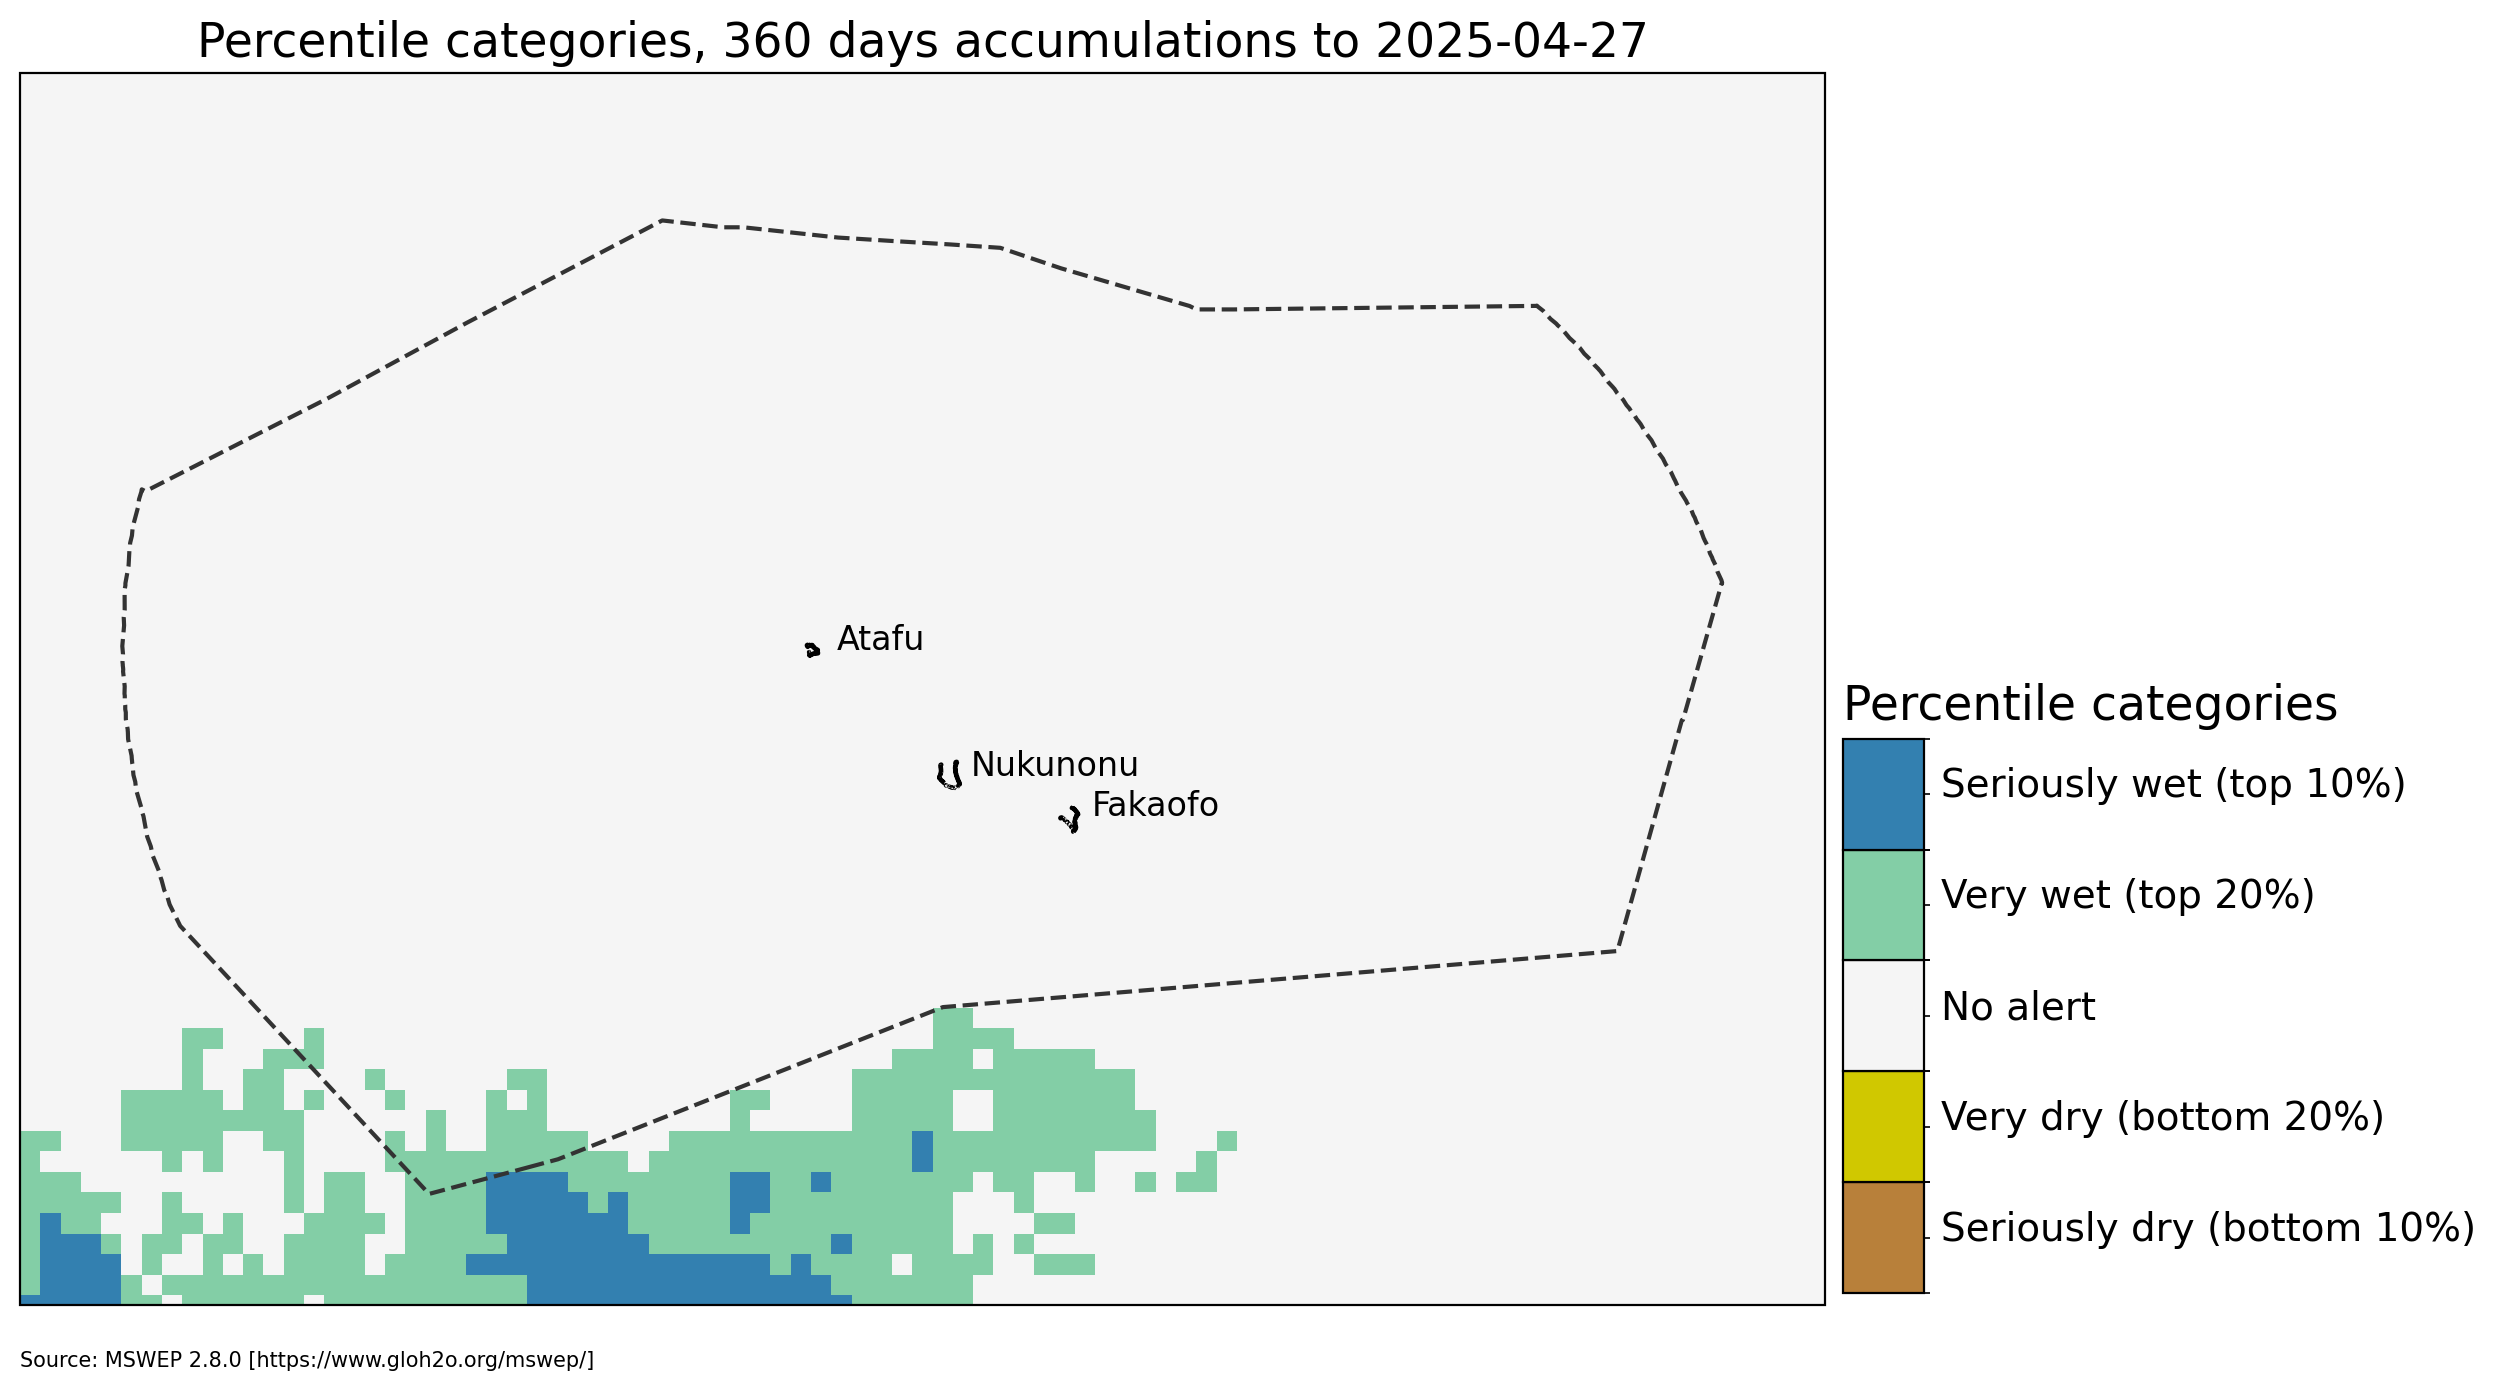 Percentile categories, 360 days accumulations to 2025-04-27
Atafu
Nukunonu
Fakaofo
Percentile categories
Seriously wet (top 10%)
Very wet (top 20%)
No alert
Very dry (bottom 20%)
Seriously dry (bottom 10%)
Source: MSWEP 2.8.0 [https://www.gloh2o.org/mswep/]